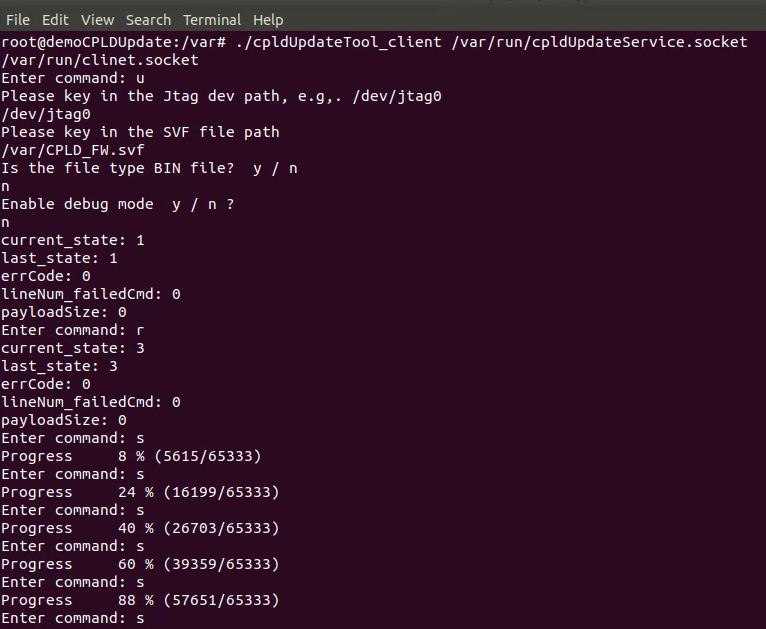 File Edit View Search Terminal Help
root@demoCPLDUpdate:/var# ./cpldUpdateTool_client /var/run/cpldUpdateService.socket
/var/run/clinet.socket
Enter command: u
Please key in the Jtag dev path, e.g,. /dev/jtag0
/dev/jtag0
Please key in the SVF file path
/var/CPLD_FW.svf
Is the file type BIN file?  y / n
n
Enable debug mode  y / n ?
n
current_state: 1
last_state: 1
errCode: 0
lineNum_failedCmd: 0
payloadSize: 0
Enter command: r
current_state: 3
last_state: 3
errCode: 0
lineNum_failedCmd: 0
payloadSize: 0
Enter command: s
Progress     8 % (5615/65333)
Enter command: s
Progress     24 % (16199/65333)
Enter command: s
Progress     40 % (26703/65333)
Enter command: s
Progress     60 % (39359/65333)
Enter command: s
Progress     88 % (57651/65333)
Enter command: s